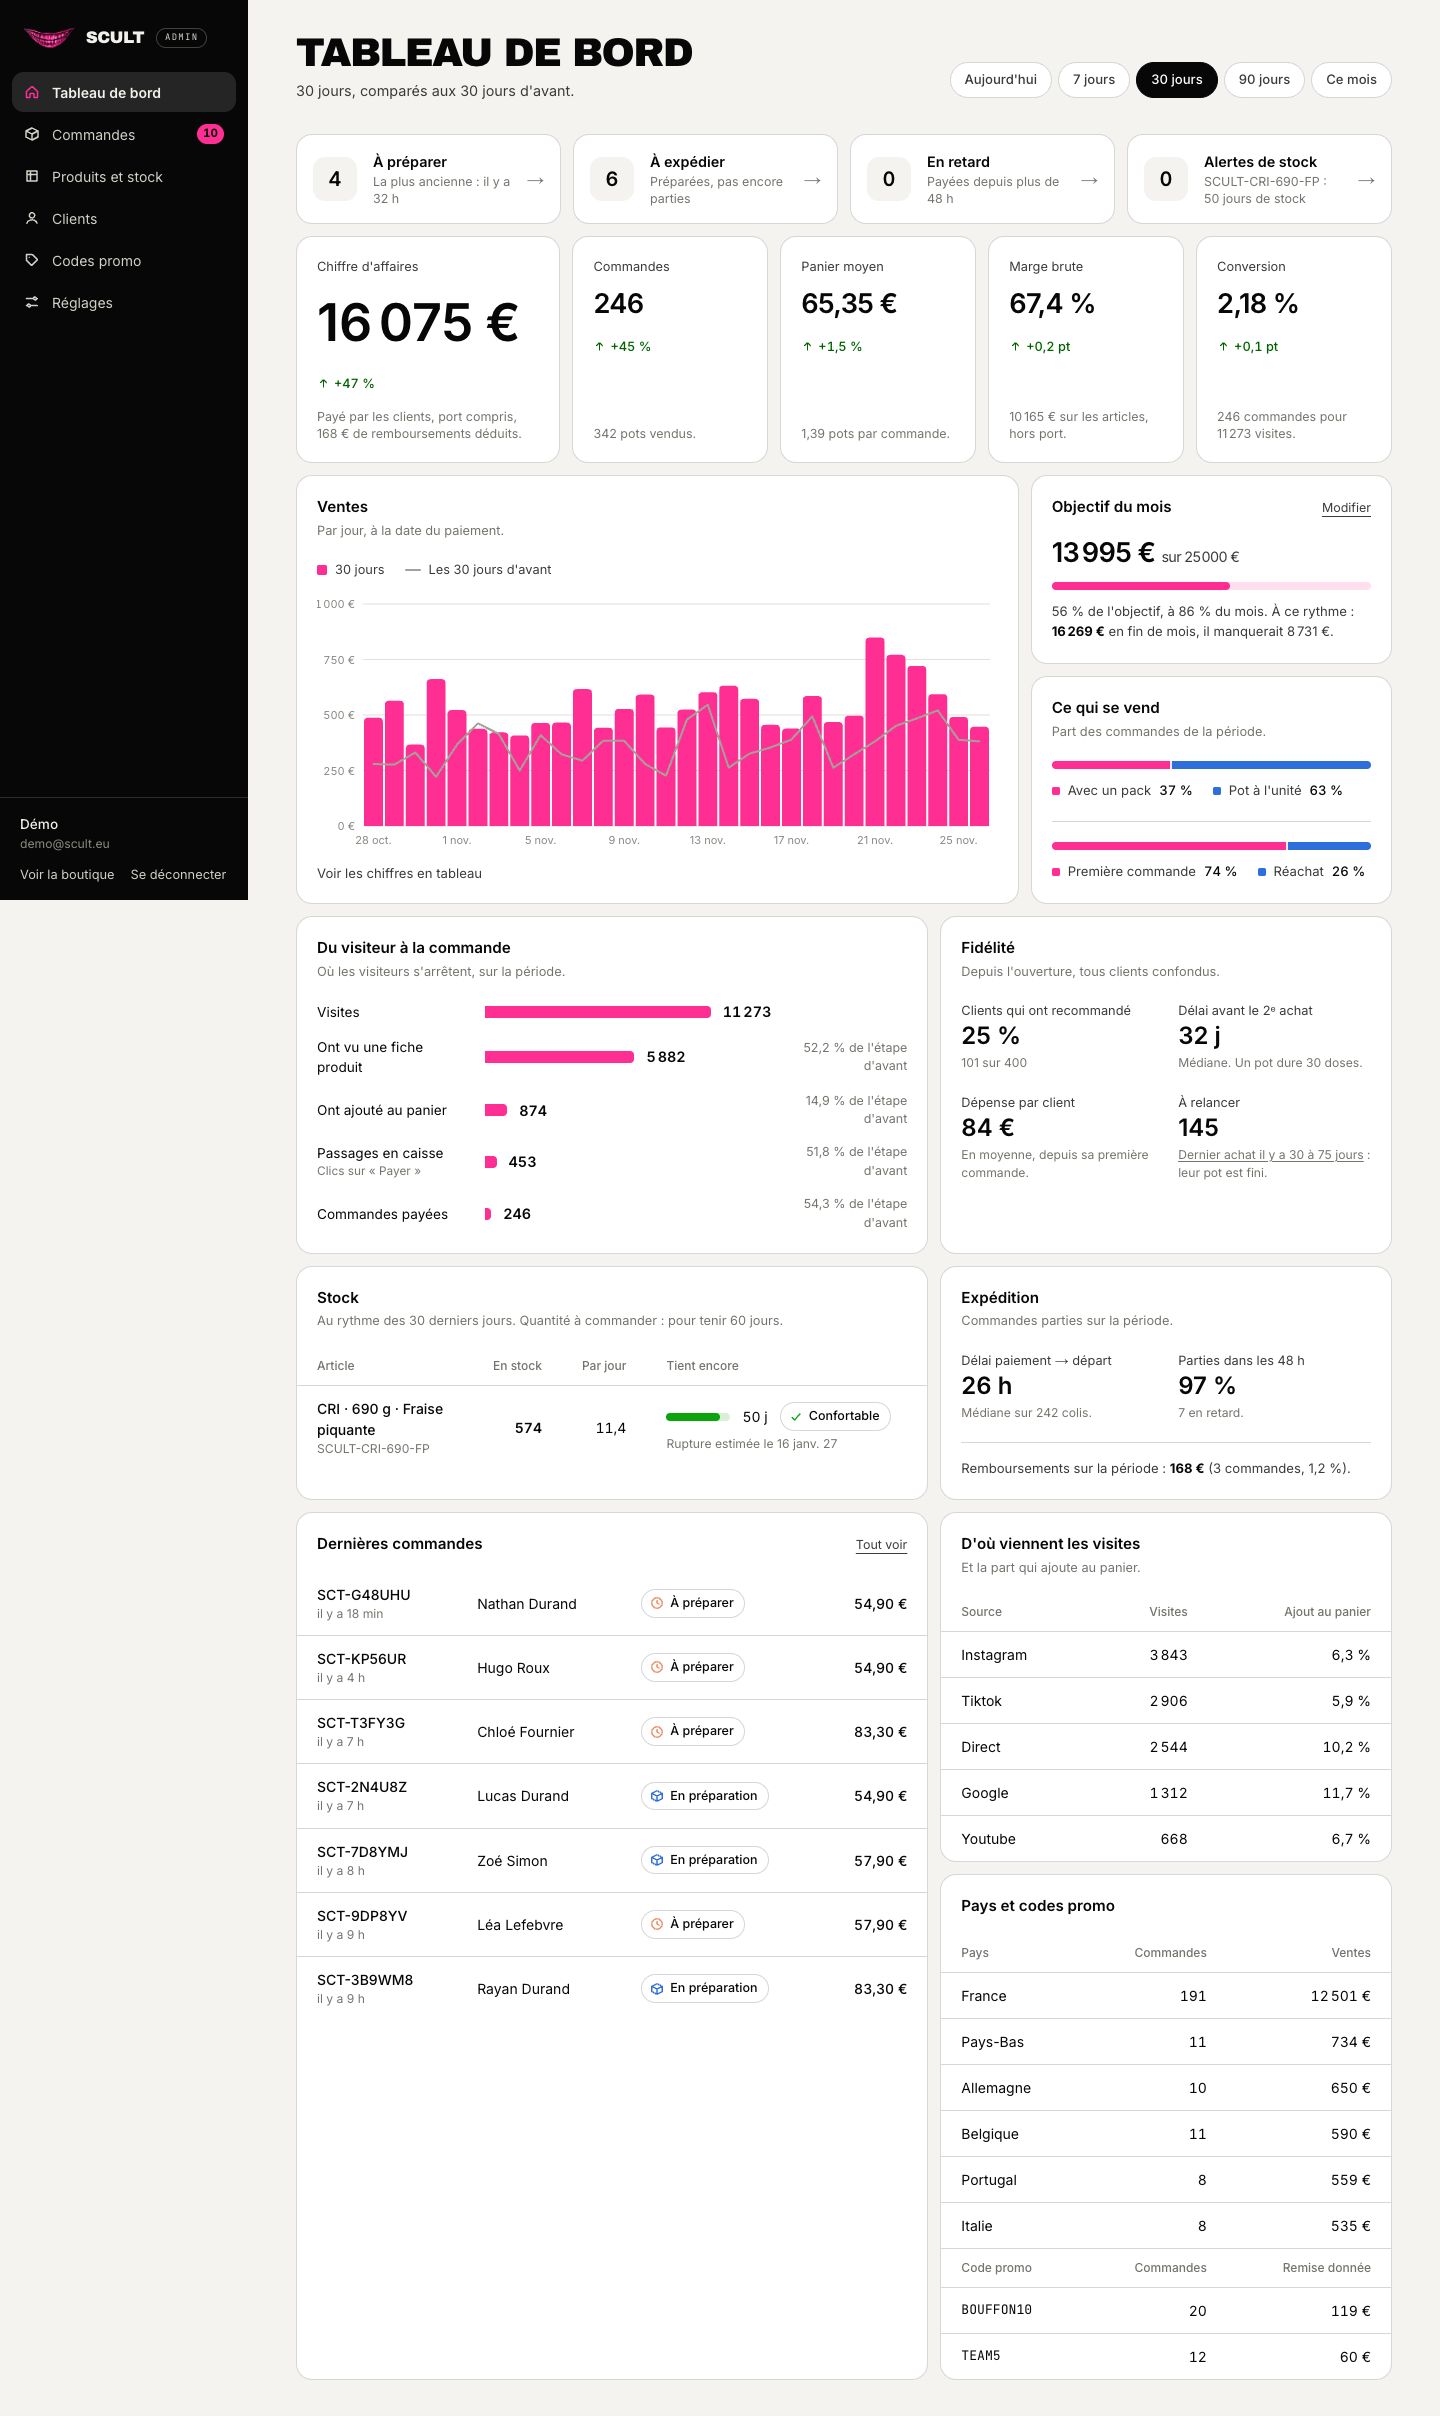 SCULT ADMIN
Tableau de bord
Commandes 10
Produits et stock
Clients
Codes promo
Réglages
Démo
demo@scult.eu
Voir la boutique Se déconnecter
TABLEAU DE BORD
30 jours, comparés aux 30 jours d'avant.
Aujourd'hui 7 jours 30 jours 90 jours Ce mois
4 À préparer
La plus ancienne : il y a
32 h
→
6 À expédier
Préparées, pas encore
parties
→
0 En retard
Payées depuis plus de
48 h
→
0 Alertes de stock
SCULT-CRI-690-FP :
50 jours de stock
→
Chiffre d'affaires
16 075 €
↑ +47 %
Payé par les clients, port compris,
168 € de remboursements déduits.
Commandes
246
↑ +45 %
342 pots vendus.
Panier moyen
65,35 €
↑ +1,5 %
1,39 pots par commande.
Marge brute
67,4 %
↑ +0,2 pt
10 165 € sur les articles,
hors port.
Conversion
2,18 %
↑ +0,1 pt
246 commandes pour
11 273 visites.
Ventes
Par jour, à la date du paiement.
30 jours Les 30 jours d'avant
1 000 €
750 €
500 €
250 €
0 €
28 oct. 1 nov. 5 nov. 9 nov. 13 nov. 17 nov. 21 nov. 25 nov.
Voir les chiffres en tableau
Objectif du mois Modifier
13 995 € sur 25 000 €
56 % de l'objectif, à 86 % du mois. À ce rythme :
16 269 € en fin de mois, il manquerait 8 731 €.
Ce qui se vend
Part des commandes de la période.
Avec un pack 37 % Pot à l'unité 63 %
Première commande 74 % Réachat 26 %
Du visiteur à la commande
Où les visiteurs s'arrêtent, sur la période.
Visites 11 273
Ont vu une fiche
produit
5 882
52,2 % de l'étape
d'avant
Ont ajouté au panier 874
14,9 % de l'étape
d'avant
Passages en caisse
Clics sur « Payer »
453
51,8 % de l'étape
d'avant
Commandes payées 246
54,3 % de l'étape
d'avant
Fidélité
Depuis l'ouverture, tous clients confondus.
Clients qui ont recommandé
25 %
101 sur 400
Délai avant le 2ᵉ achat
32 j
Médiane. Un pot dure 30 doses.
Dépense par client
84 €
En moyenne, depuis sa première
commande.
À relancer
145
Dernier achat il y a 30 à 75 jours :
leur pot est fini.
Stock
Au rythme des 30 derniers jours. Quantité à commander : pour tenir 60 jours.
Article En stock Par jour Tient encore
CRI · 690 g · Fraise
piquante
SCULT-CRI-690-FP
574 11,4 50 j Confortable
Rupture estimée le 16 janv. 27
Expédition
Commandes parties sur la période.
Délai paiement → départ
26 h
Médiane sur 242 colis.
Parties dans les 48 h
97 %
7 en retard.
Remboursements sur la période : 168 € (3 commandes, 1,2 %).
Dernières commandes Tout voir
SCT-G48UHU
il y a 18 min
Nathan Durand À préparer 54,90 €
SCT-KP56UR
il y a 4 h
Hugo Roux À préparer 54,90 €
SCT-T3FY3G
il y a 7 h
Chloé Fournier À préparer 83,30 €
SCT-2N4U8Z
il y a 7 h
Lucas Durand En préparation 54,90 €
SCT-7D8YMJ
il y a 8 h
Zoé Simon En préparation 57,90 €
SCT-9DP8YV
il y a 9 h
Léa Lefebvre À préparer 57,90 €
SCT-3B9WM8
il y a 9 h
Rayan Durand En préparation 83,30 €
D'où viennent les visites
Et la part qui ajoute au panier.
Source Visites Ajout au panier
Instagram 3 843 6,3 %
Tiktok 2 906 5,9 %
Direct 2 544 10,2 %
Google 1 312 11,7 %
Youtube 668 6,7 %
Pays et codes promo
Pays Commandes Ventes
France 191 12 501 €
Pays-Bas 11 734 €
Allemagne 10 650 €
Belgique 11 590 €
Portugal 8 559 €
Italie 8 535 €
Code promo Commandes Remise donnée
BOUFFON10 20 119 €
TEAM5 12 60 €